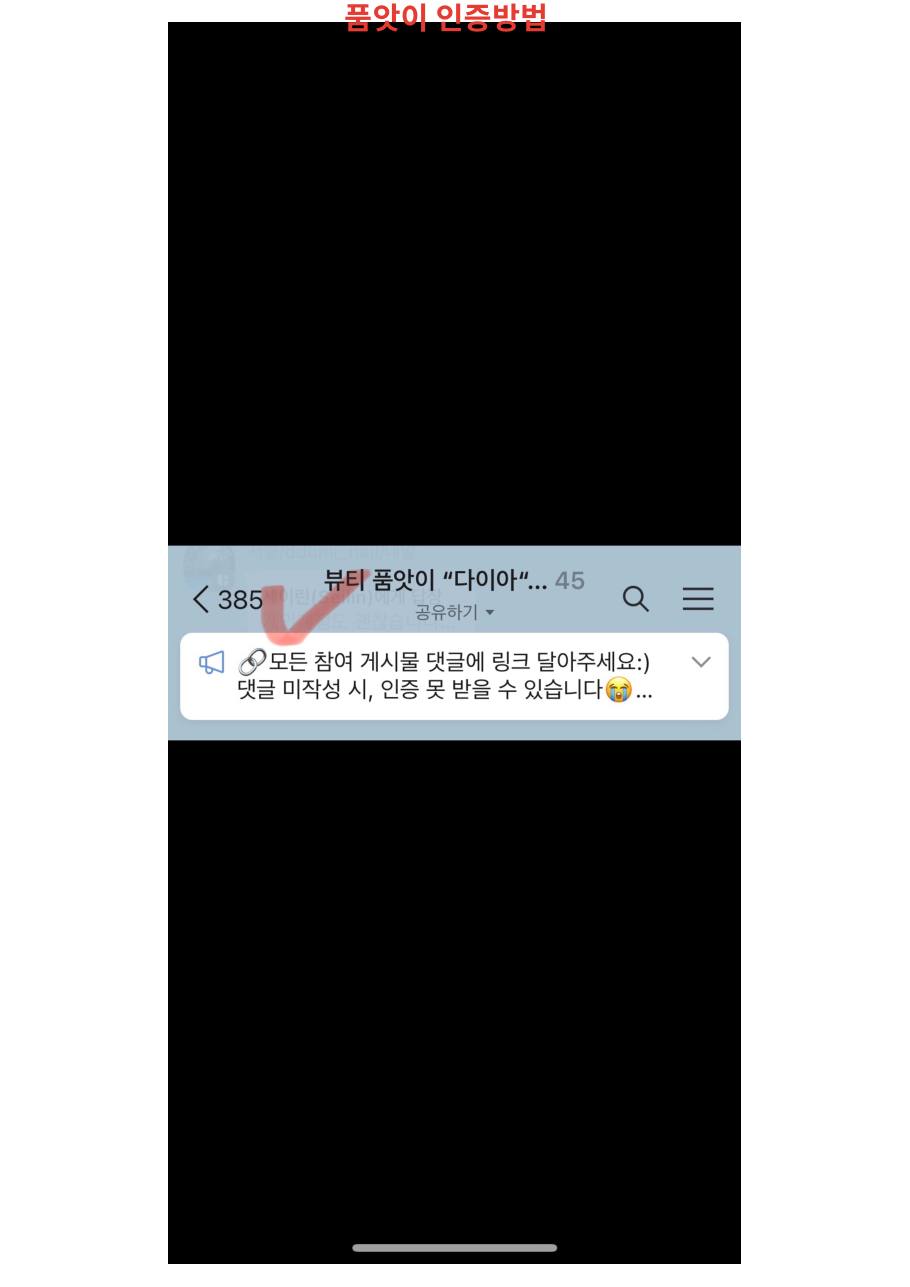 품앗이 인증방법
뷰티 품앗이 “다이아“... 45
385
공유하기
🔗모든 참여 게시물 댓글에 링크 달아주세요:)
댓글 미작성 시, 인증 못 받을 수 있습니다😭...